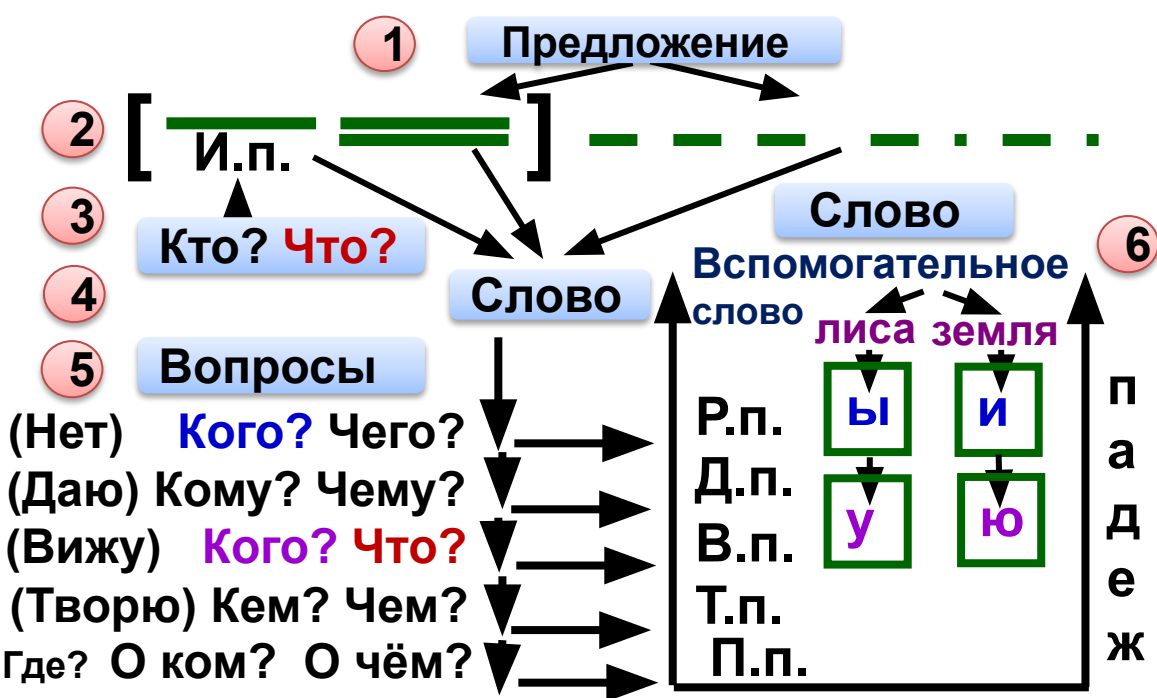 1
Предложение
2
[ ]
И.п.
3
Кто? Что?
4
Слово
5
Вопросы
(Нет) Кого? Чего?
(Даю) Кому? Чему?
(Вижу) Кого? Что?
(Творю) Кем? Чем?
Где? О ком? О чём?
Слово
6
Вспомогательное
слово
лиса земля
Р.п. ы и
Д.п.
у ю
В.п.
Т.п.
П.п.
п
а
д
е
ж